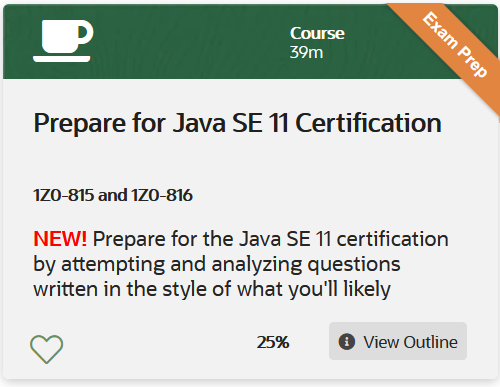 Course
39m
Exam Prep
Prepare for Java SE 11 Certification
1Z0-815 and 1Z0-816
NEW! Prepare for the Java SE 11 certification
by attempting and analyzing questions
written in the style of what you'll likely
25%
View Outline